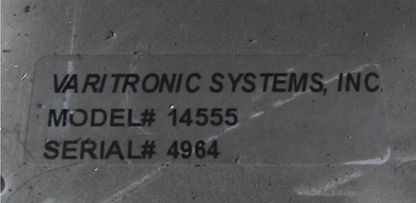 VARITRONIC SYSTEMS, INC
MODEL# 14555
SERIAL# 4964